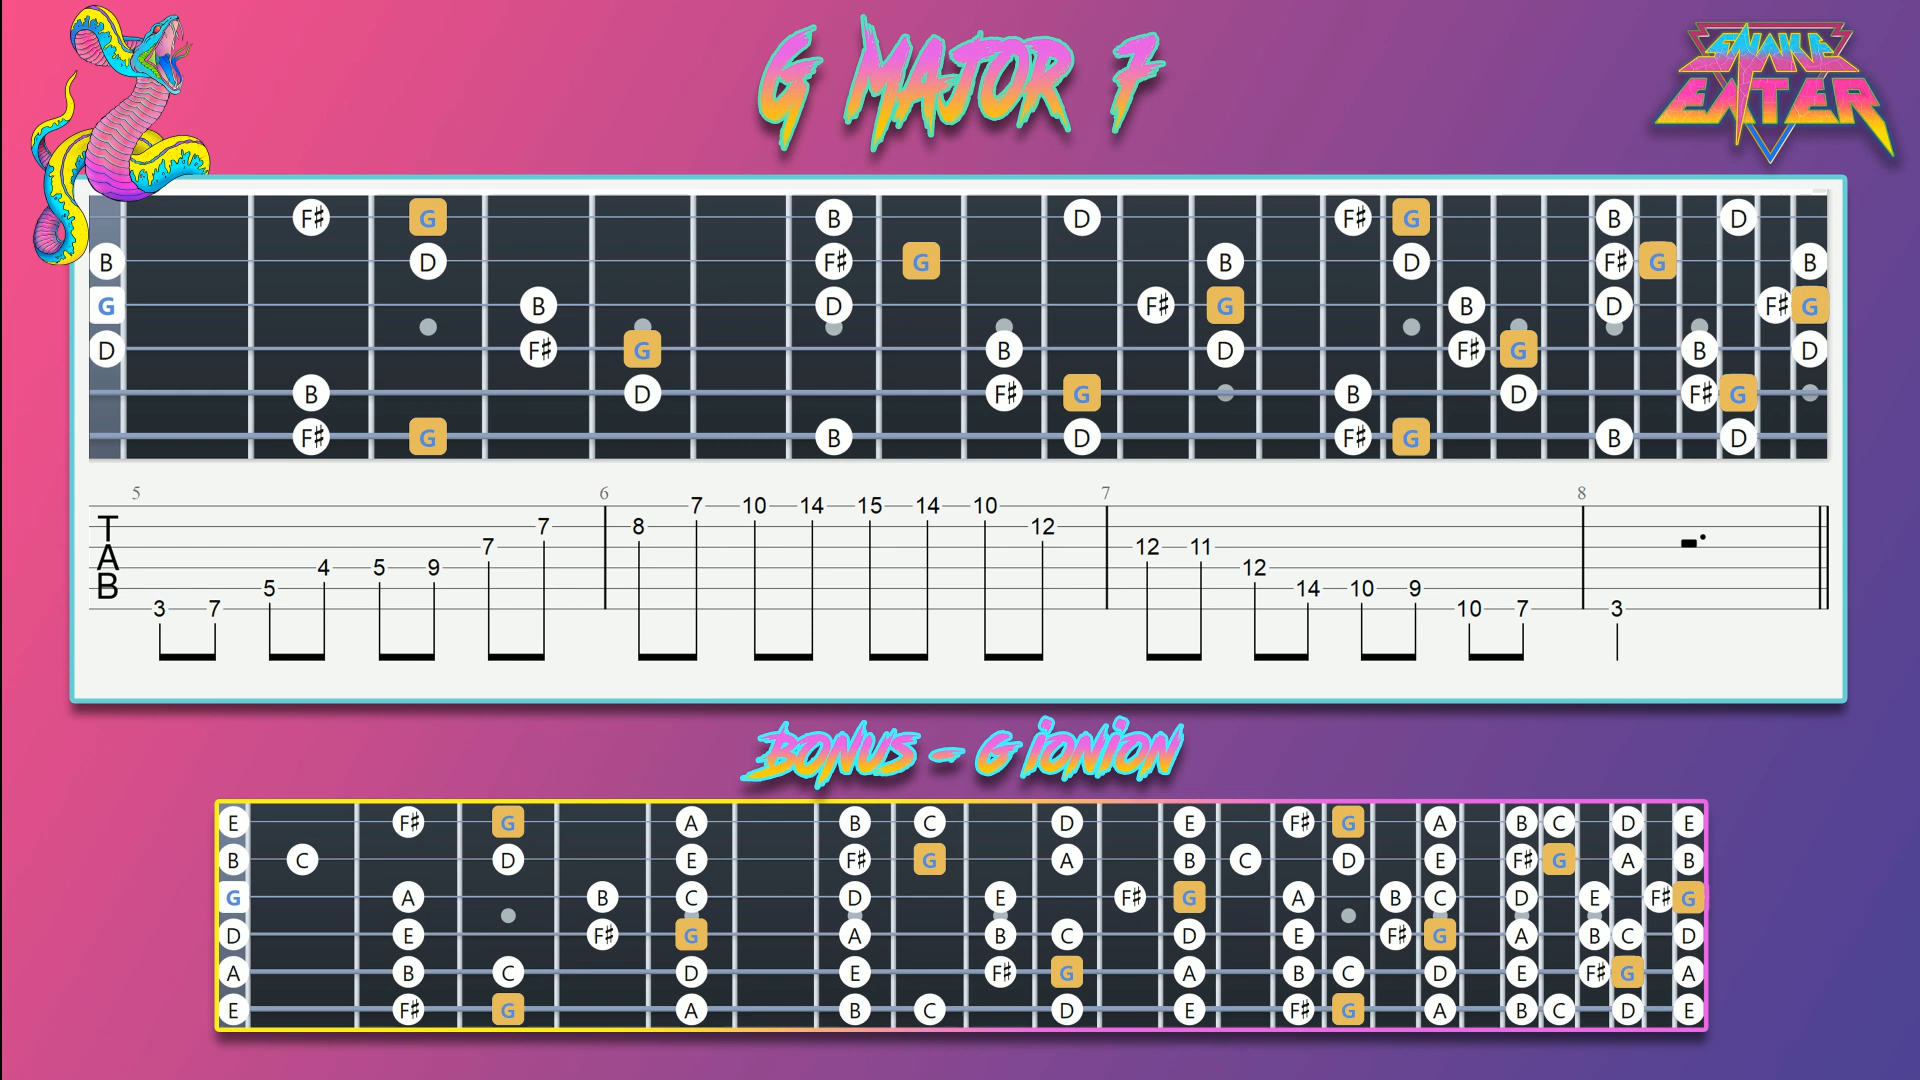 G MAJOR 7
SNAKE
EATER
F♯ G B D F♯ G B D
B D F♯ G B D F♯ G B
G B D F♯ G B D F♯ G
D F♯ G B D F♯ G B D
B D F♯ G B D F♯ G
F♯ G B D F♯ G B D
5 6 7 8
7 10 14 15 14 10
7 8 12
7 12 11
T
A
B
4 5 9 12
5 14 10 9
3 7 10 7 3
BONUS - G IONION
E F♯ G A B C D E F♯ G A B C D E
B C D E F♯ G A B C D E F♯ G A B
G A B C D E F♯ G A B C D E F♯ G
D E F♯ G A B C D E F♯ G A B C D
A B C D E F♯ G A B C D E F♯ G A
E F♯ G A B C D E F♯ G A B C D E